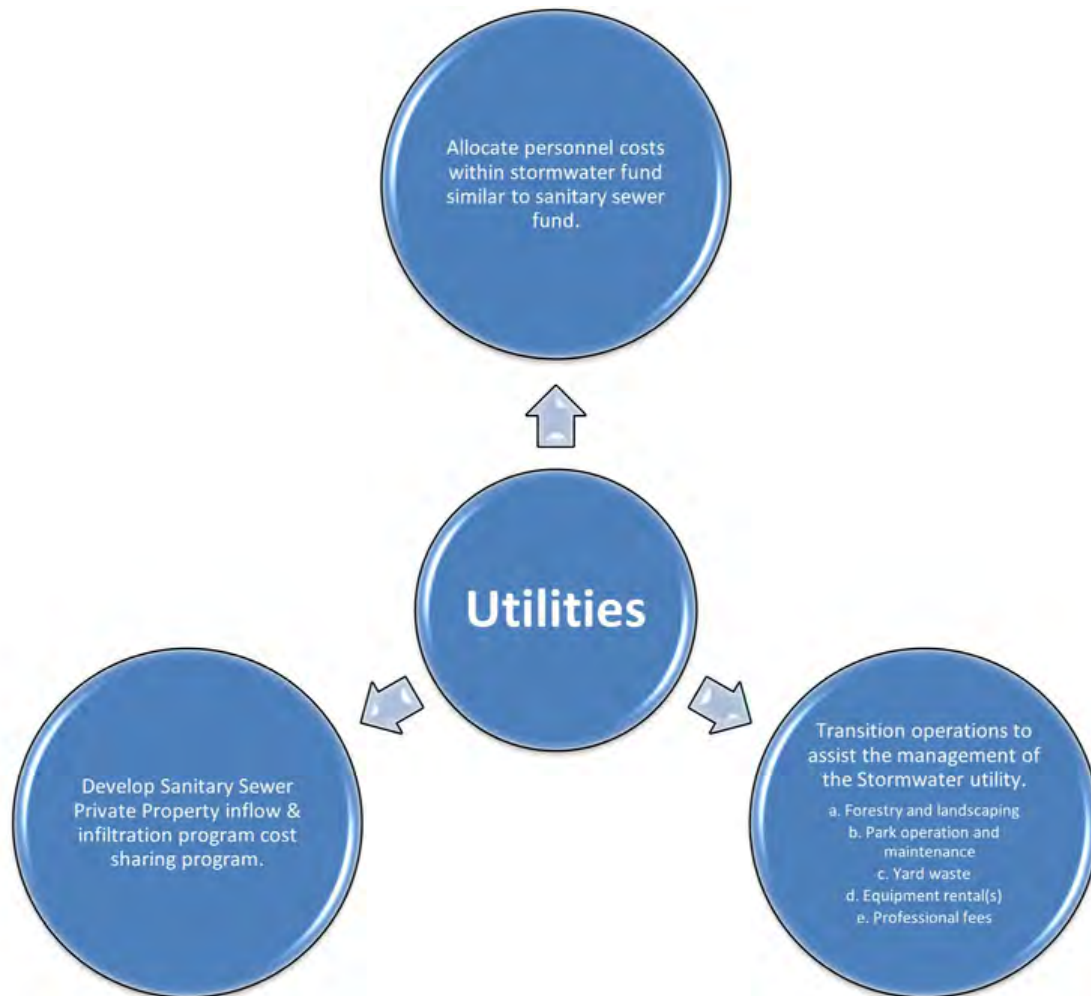 Allocate personnel costs
within stormwater fund
similar to sanitary sewer
fund.
Utilities
Develop Sanitary Sewer
Private Property inflow &
infiltration program cost
sharing program.
Transition operations to
assist the management of
the Stormwater utility.
a. Forestry and landscaping
b. Park operation and
maintenance
c. Yard waste
d. Equipment rental(s)
e. Professional fees